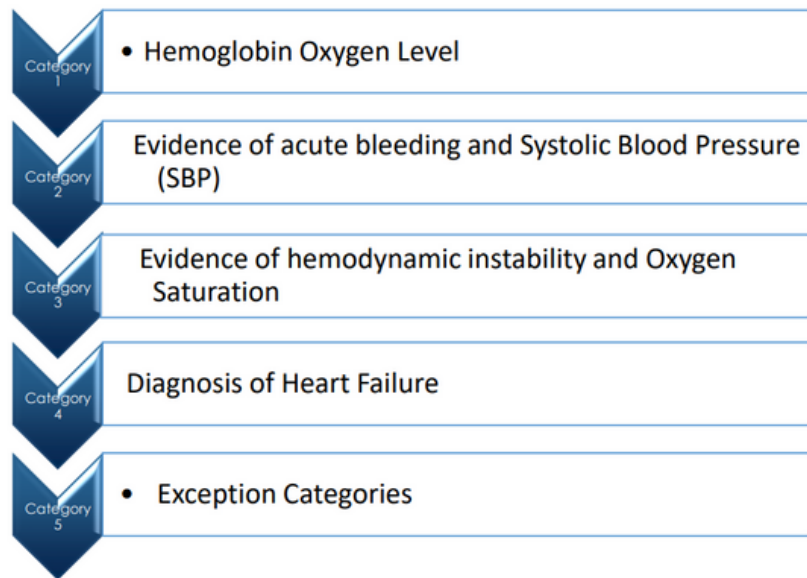 Category
1
• Hemoglobin Oxygen Level
Category
2
Evidence of acute bleeding and Systolic Blood Pressure
(SBP)
Category
3
Evidence of hemodynamic instability and Oxygen
Saturation
Category
4
Diagnosis of Heart Failure
Category
5
• Exception Categories